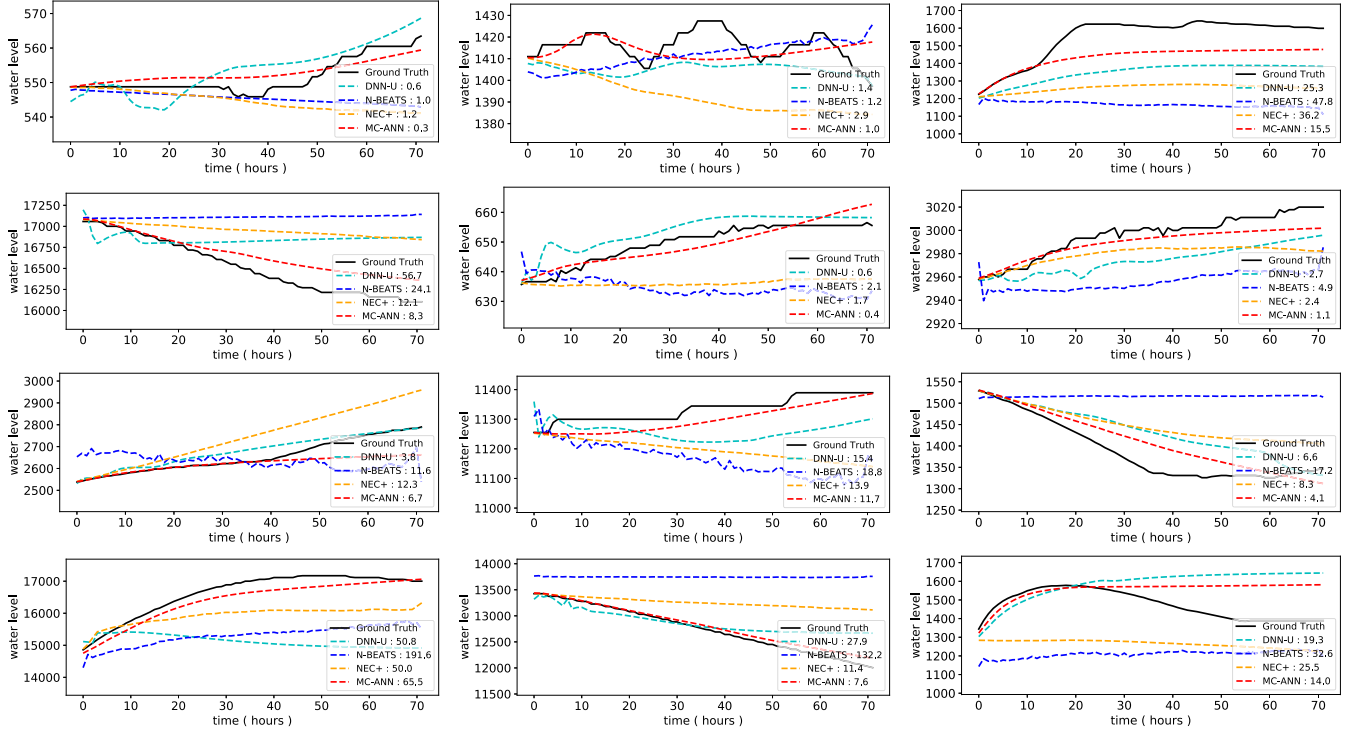 water level
570
560
550
540
0 10 20 30 40 50 60 70
time ( hours )
Ground Truth
DNN-U : 0.6
N-BEATS : 1.0
NEC+ : 1.2
MC-ANN : 0.3
water level
1430
1420
1410
1400
1390
1380
0 10 20 30 40 50 60 70
time ( hours )
Ground Truth
DNN-U : 1,4
N-BEATS : 1.2
NEC+ : 2.9
MC-ANN : 1,0
water level
1700
1600
1500
1400
1300
1200
1100
1000
0 10 20 30 40 50 60 70
time ( hours )
Ground Truth
DNN-U : 25,3
N-BEATS : 47.8
NEC+ : 36.2
MC-ANN : 15.5
water level
17250
17000
16750
16500
16250
16000
0 10 20 30 40 50 60 70
time ( hours )
Ground Truth
DNN-U : 56,7
N-BEATS : 24,1
NEC+ : 12.1
MC-ANN : 8,3
water level
660
650
640
630
0 10 20 30 40 50 60 70
time ( hours )
Ground Truth
DNN-U : 0.6
N-BEATS : 2.1
NEC+ : 1.7
MC-ANN : 0.4
water level
3020
3000
2980
2960
2940
2920
0 10 20 30 40 50 60 70
time ( hours )
Ground Truth
DNN-U : 2.7
N-BEATS : 4.9
NEC+ : 2.4
MC-ANN : 1.1
water level
3000
2900
2800
2700
2600
2500
0 10 20 30 40 50 60 70
time ( hours )
Ground Truth
DNN-U : 3,8
N-BEATS : 11.6
NEC+ : 12.3
MC-ANN : 6.7
water level
11400
11300
11200
11100
11000
0 10 20 30 40 50 60 70
time ( hours )
Ground Truth
DNN-U : 15.4
N-BEATS : 18,8
NEC+ : 13.9
MC-ANN : 11,7
water level
1550
1500
1450
1400
1350
1300
1250
0 10 20 30 40 50 60 70
time ( hours )
Ground Truth
DNN-U : 6,6
N-BEATS : 17.2
NEC+ : 8.3
MC-ANN : 4.1
water level
17000
16000
15000
14000
0 10 20 30 40 50 60 70
time ( hours )
Ground Truth
DNN-U : 50.8
N-BEATS : 191,6
NEC+ : 50.0
MC-ANN : 65,5
water level
14000
13500
13000
12500
12000
11500
0 10 20 30 40 50 60 70
time ( hours )
Ground Truth
DNN-U : 27.9
N-BEATS : 132,2
NEC+ : 11.4
MC-ANN : 7,6
water level
1700
1600
1500
1400
1300
1200
1100
1000
0 10 20 30 40 50 60 70
time ( hours )
Ground Truth
DNN-U : 19,3
N-BEATS : 32.6
NEC+ : 25.5
MC-ANN : 14,0